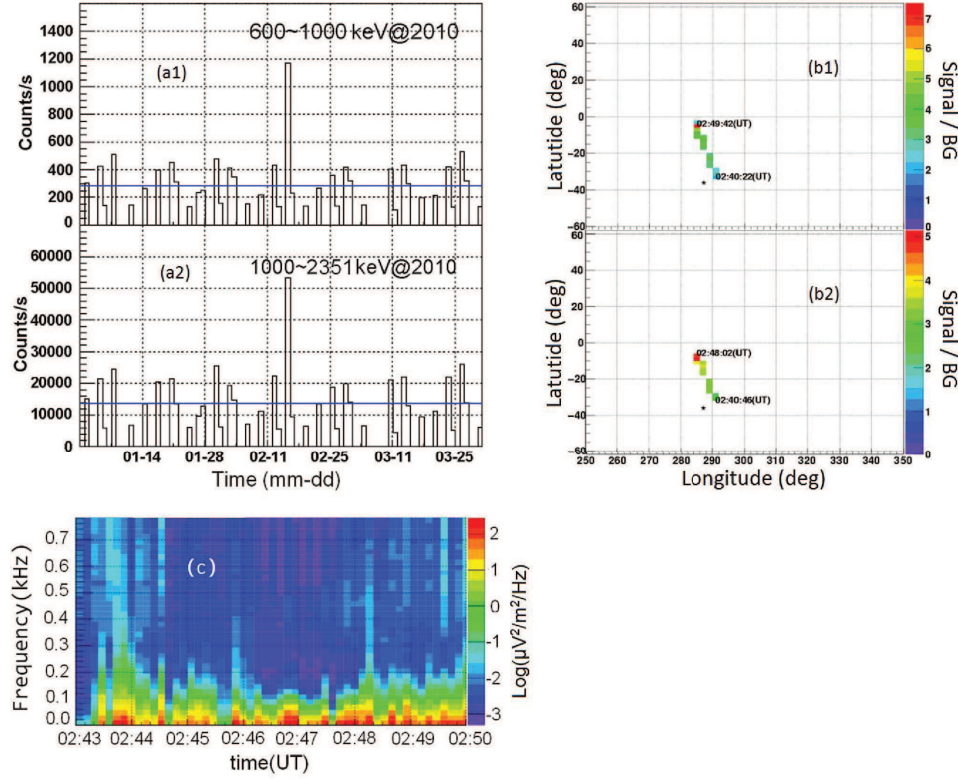 600~1000 keV@2010
(a1)
Counts/s
1400
1200
1000
800
600
400
200
0
1000~2351 keV@2010
(a2)
Counts/s
60000
50000
40000
30000
20000
10000
0
01-14 01-28 02-11 02-25 03-11 03-25
Time (mm-dd)
(b1)
Latutide (deg)
60
40
20
0
−20
−40
−60
02:49:42(UT)
02:40:22(UT)
*
7
6
5
4
3
2
1
0
Signal / BG
(b2)
Latutide (deg)
60
40
20
0
−20
−40
−60
02:48:02(UT)
02:40:46(UT)
*
250 260 270 280 290 300 310 320 330 340 350
Longitude (deg)
5
4
3
2
1
0
Signal / BG
(c)
Frequency(kHz)
0.7
0.6
0.5
0.4
0.3
0.2
0.1
0.0
02:43 02:44 02:45 02:46 02:47 02:48 02:49 02:50
time(UT)
2
1
0
-1
-2
-3
Log(μV²/m²/Hz)